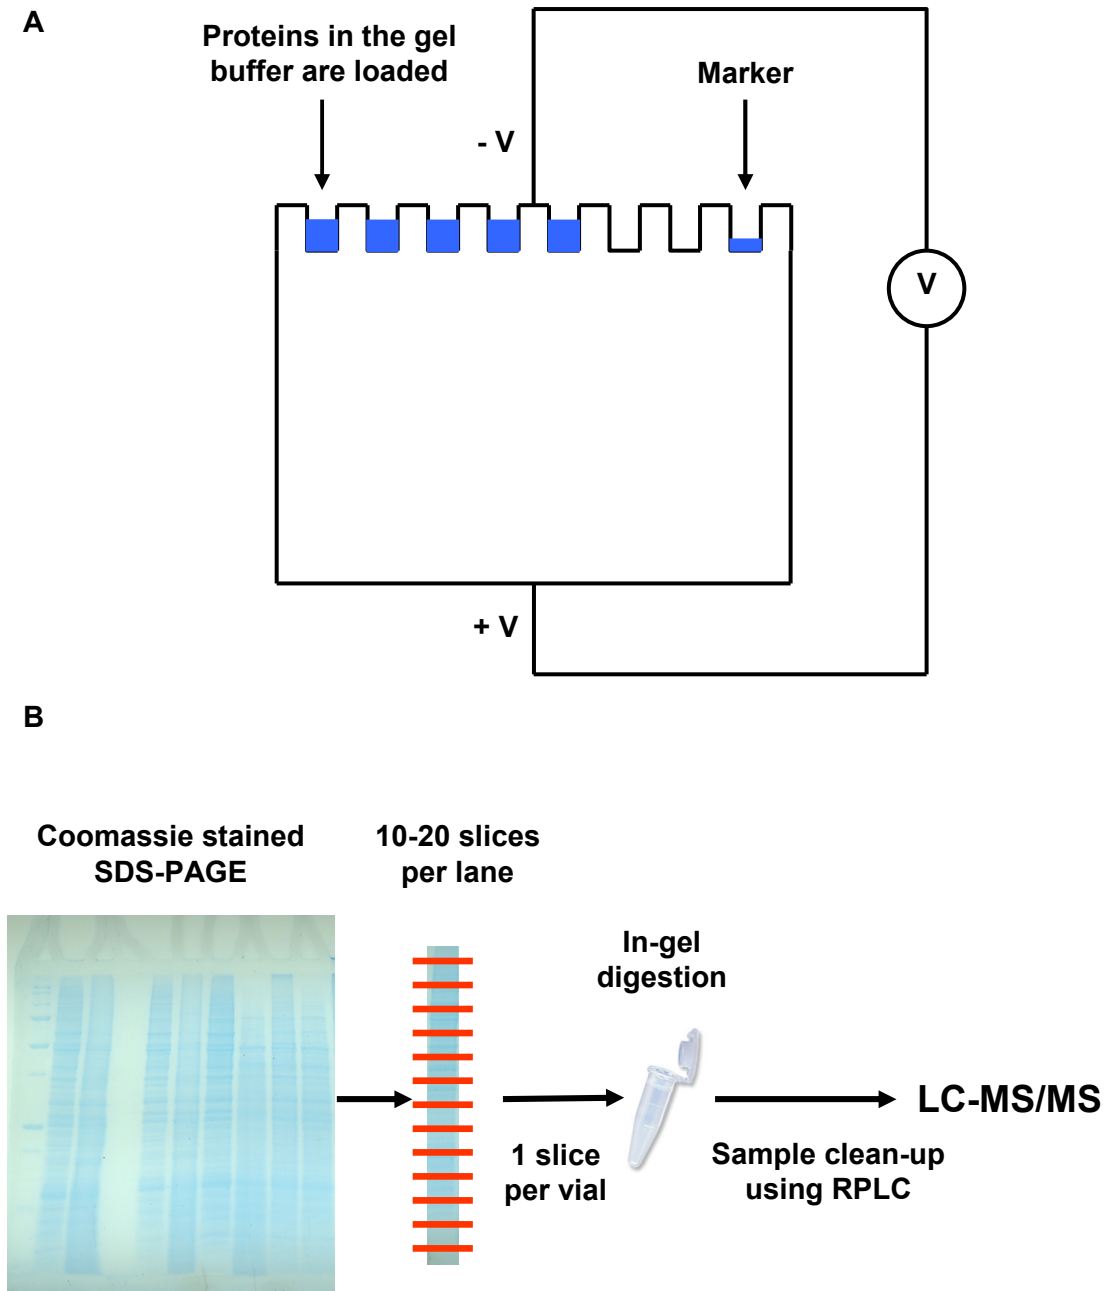 A
Proteins in the gel
buffer are loaded
Marker
- V
V
+ V
B
Coomassie stained
SDS-PAGE
10-20 slices
per lane
In-gel
digestion
1 slice
per vial
Sample clean-up
using RPLC
LC-MS/MS